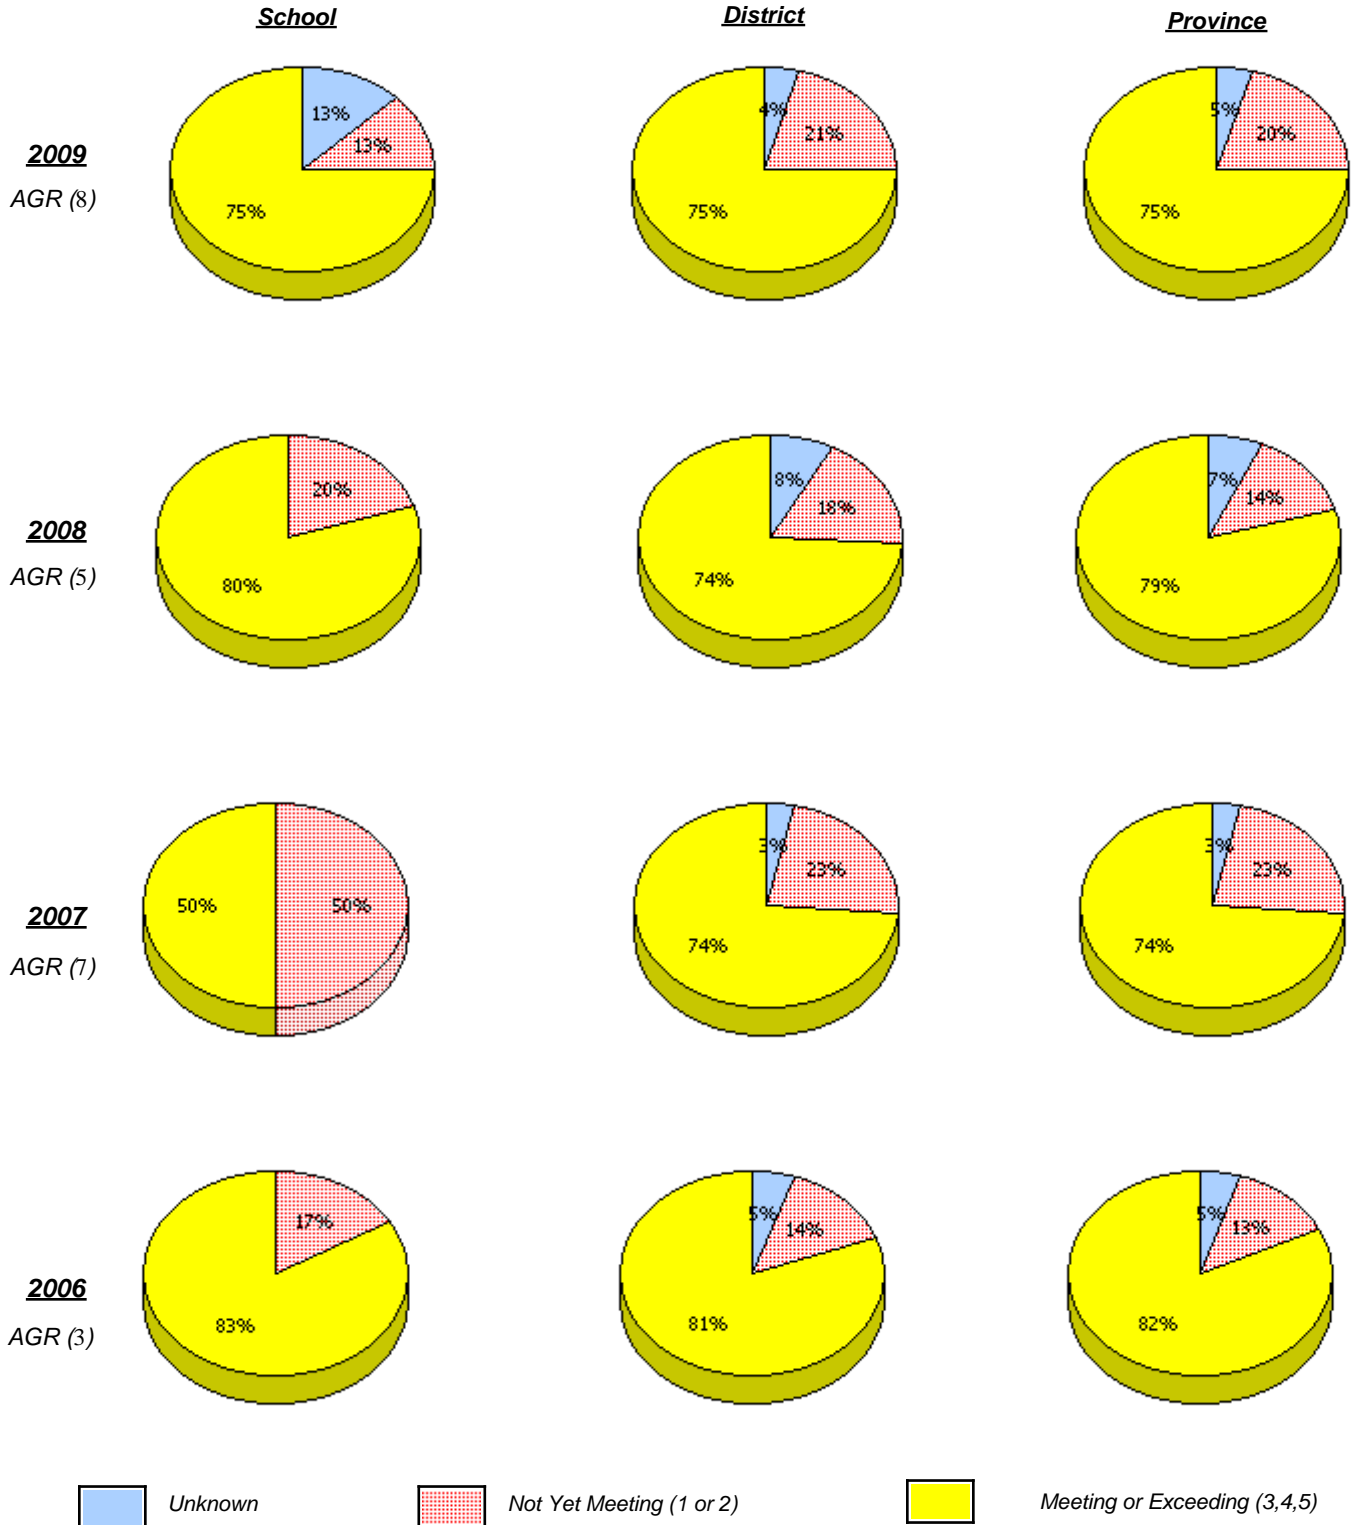 School District Province
13% 13% 75%
4% 21% 75%
5% 20% 75%
2009
AGR (8)
20% 80%
8% 18% 74%
7% 14% 79%
2008
AGR (5)
50% 50%
3% 23% 74%
3% 23% 74%
2007
AGR (7)
17% 83%
5% 14% 81%
5% 13% 82%
2006
AGR (3)
Unknown Not Yet Meeting (1 or 2) Meeting or Exceeding (3,4,5)